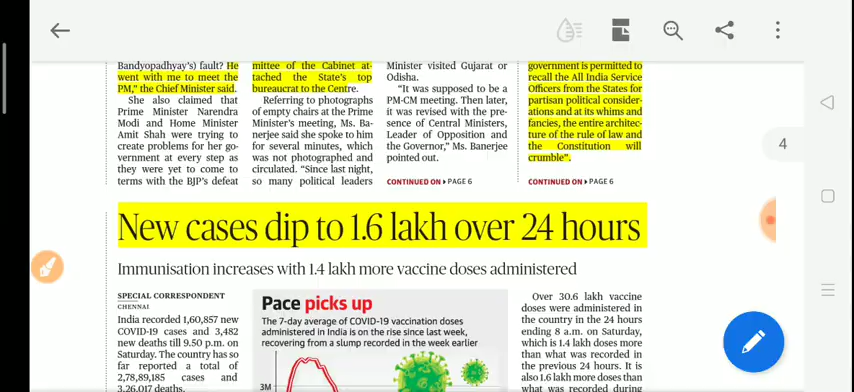 Bandyopadhyay's) fault? He
went with me to meet the
PM," the Chief Minister said.
She also claimed that
Prime Minister Narendra
Modi and Home Minister
Amit Shah were trying to
create problems for her go-
vernment at every step as
they were yet to come to
terms with the BJP's defeat
mittee of the Cabinet at-
tached the State's top
bureaucrat to the Centre.
Referring to photographs
of empty chairs at the Prime
Minister's meeting, Ms. Ba-
nerjee said she spoke to him
for several minutes, which
was not photographed and
circulated. "Since last night,
so many political leaders
Minister visited Gujarat or
Odisha.
"It was supposed to be a
PM-CM meeting. Then later,
it was revised with the pre-
sence of Central Ministers,
Leader of Opposition and
the Governor," Ms. Banerjee
pointed out.
CONTINUED ON PAGE 6
government is permitted to
recall the All India Service
Officers from the States for
partisan political consider-
ations and at its whims and
fancies, the entire architec-
ture of the rule of law and
the Constitution will
crumble".
CONTINUED ON PAGE 6
4
New cases dip to 1.6 lakh over 24 hours
Immunisation increases with 1.4 lakh more vaccine doses administered
SPECIAL CORRESPONDENT
CHENNAI
India recorded 1,60,857 new
COVID-19 cases and 3,482
new deaths till 9.50 p.m. on
Saturday. The country has so
far reported a total of
2,78,89,185 cases and
3,26,017 deaths.
Pace picks up
The 7-day average of COVID-19 vaccination doses
administered in India is on the rise since last week,
recovering from a slump recorded in the week earlier
3M
Over 30.6 lakh vaccine
doses were administered
in the country in the 24 hours
ending 8 a.m. on Saturday,
which is 1.4 lakh doses more
than what was recorded in
the previous 24 hours. It is
also 1.6 lakh more doses than
what was recorded during